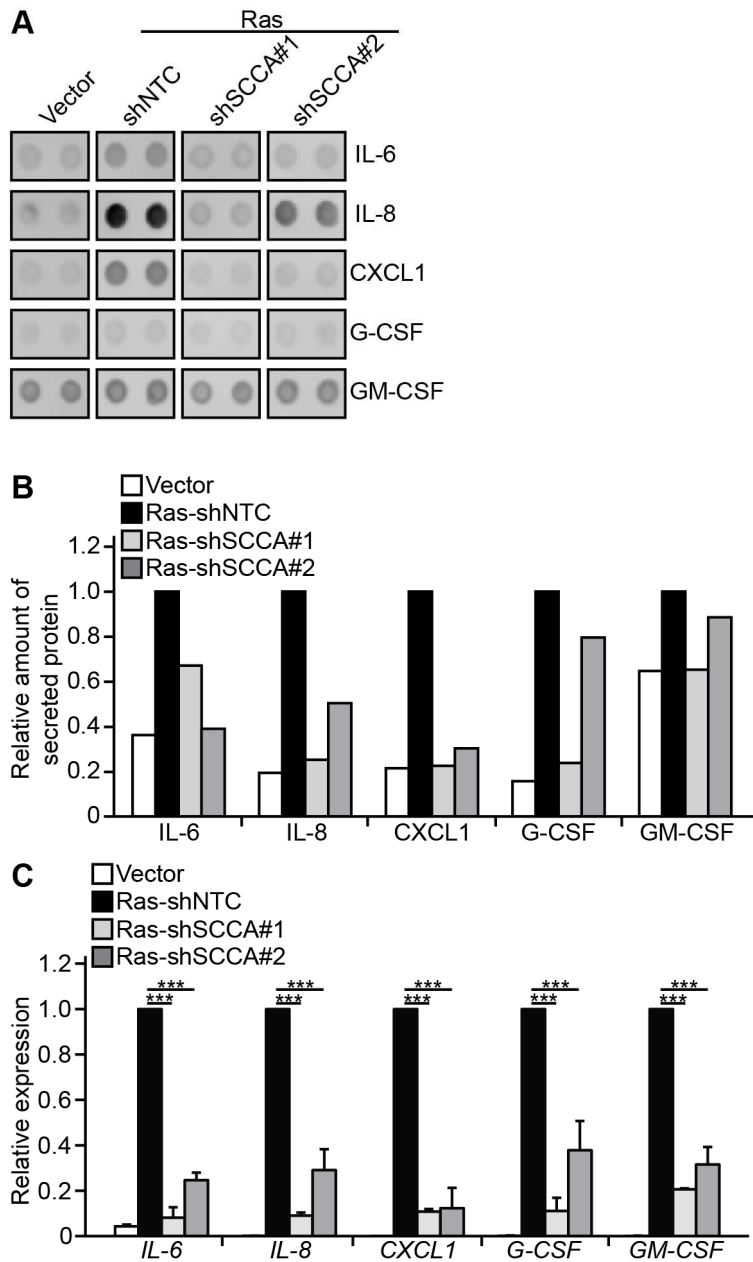 A
Ras
Vector
shNTC
shSCCA#1
shSCCA#2
IL-6
IL-8
CXCL1
G-CSF
GM-CSF
B
Vector
Ras-shNTC
Ras-shSCCA#1
Ras-shSCCA#2
Relative amount of
secreted protein
1.2
1.0
0.8
0.6
0.4
0.2
0
IL-6 IL-8 CXCL1 G-CSF GM-CSF
C
Vector
Ras-shNTC
Ras-shSCCA#1
Ras-shSCCA#2
Relative expression
1.2
1.0
0.8
0.6
0.4
0.2
0
*** *** *** *** ***
*** *** *** *** ***
IL-6 IL-8 CXCL1 G-CSF GM-CSF